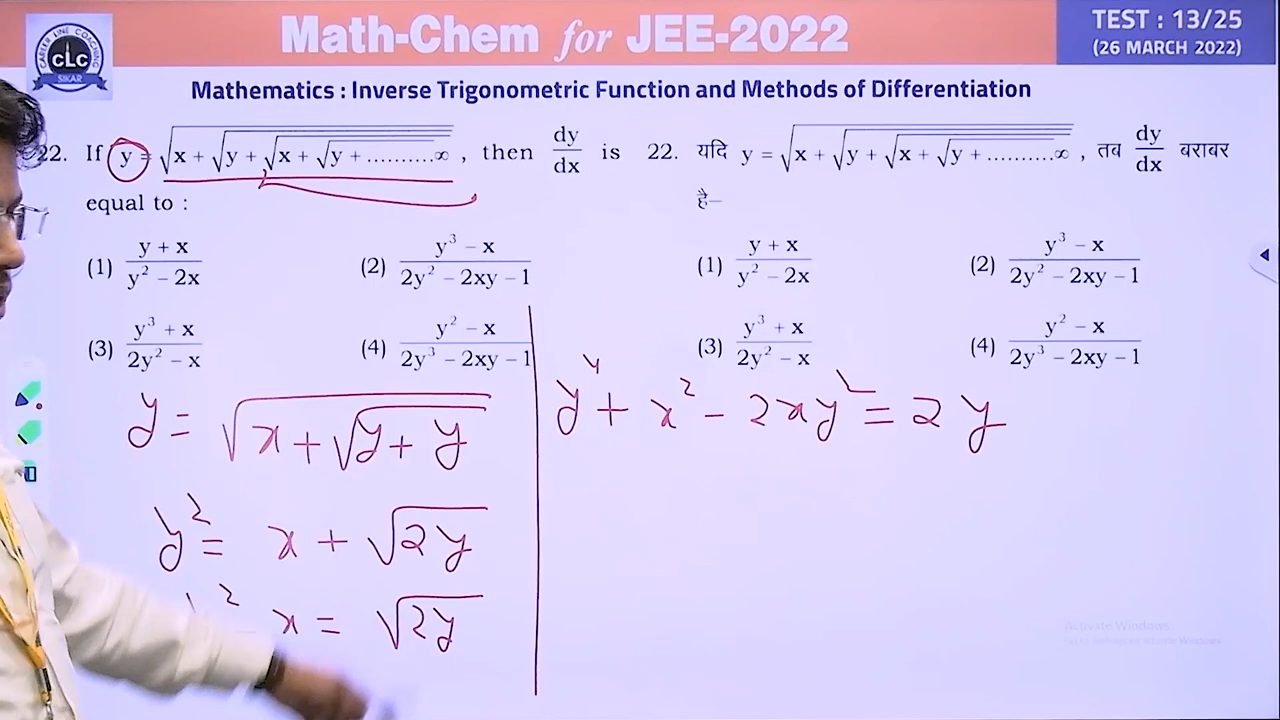 Math-Chem for JEE-2022
TEST : 13/25
(26 MARCH 2022)
CAREER LINE COACHING
CLC
SIKAR
Mathematics : Inverse Trigonometric Function and Methods of Differentiation
22. If y = √(x + √(y + √(x + √(y + ..........∞)))) , then dy/dx is
equal to :
(1) (y + x)/(y² – 2x)
(2) (y³ – x)/(2y² – 2xy – 1)
(3) (y³ + x)/(2y² – x)
(4) (y² – x)/(2y³ – 2xy – 1)
22. यदि y = √(x + √(y + √(x + √(y + ..........∞)))) , तब dy/dx बराबर
है–
(1) (y + x)/(y² – 2x)
(2) (y³ – x)/(2y² – 2xy – 1)
(3) (y³ + x)/(2y² – x)
(4) (y² – x)/(2y³ – 2xy – 1)
y = √(x + √(y + y))
y² = x + √(2y)
x = √(2y)
y⁴ + x² - 2xy² = 2y
Activate Windows